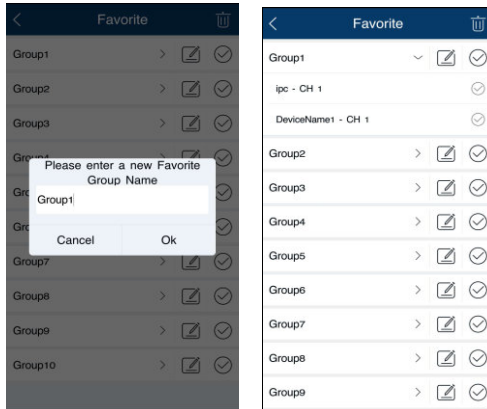 Favorite
Group1
Group2
Group3
Group4
Please enter a new Favorite
Group Name
Group1
Cancel
Ok
Group7
Group8
Group9
Group10
Favorite
Group1
ipc - CH 1
DeviceName1 - CH 1
Group2
Group3
Group4
Group5
Group6
Group7
Group8
Group9